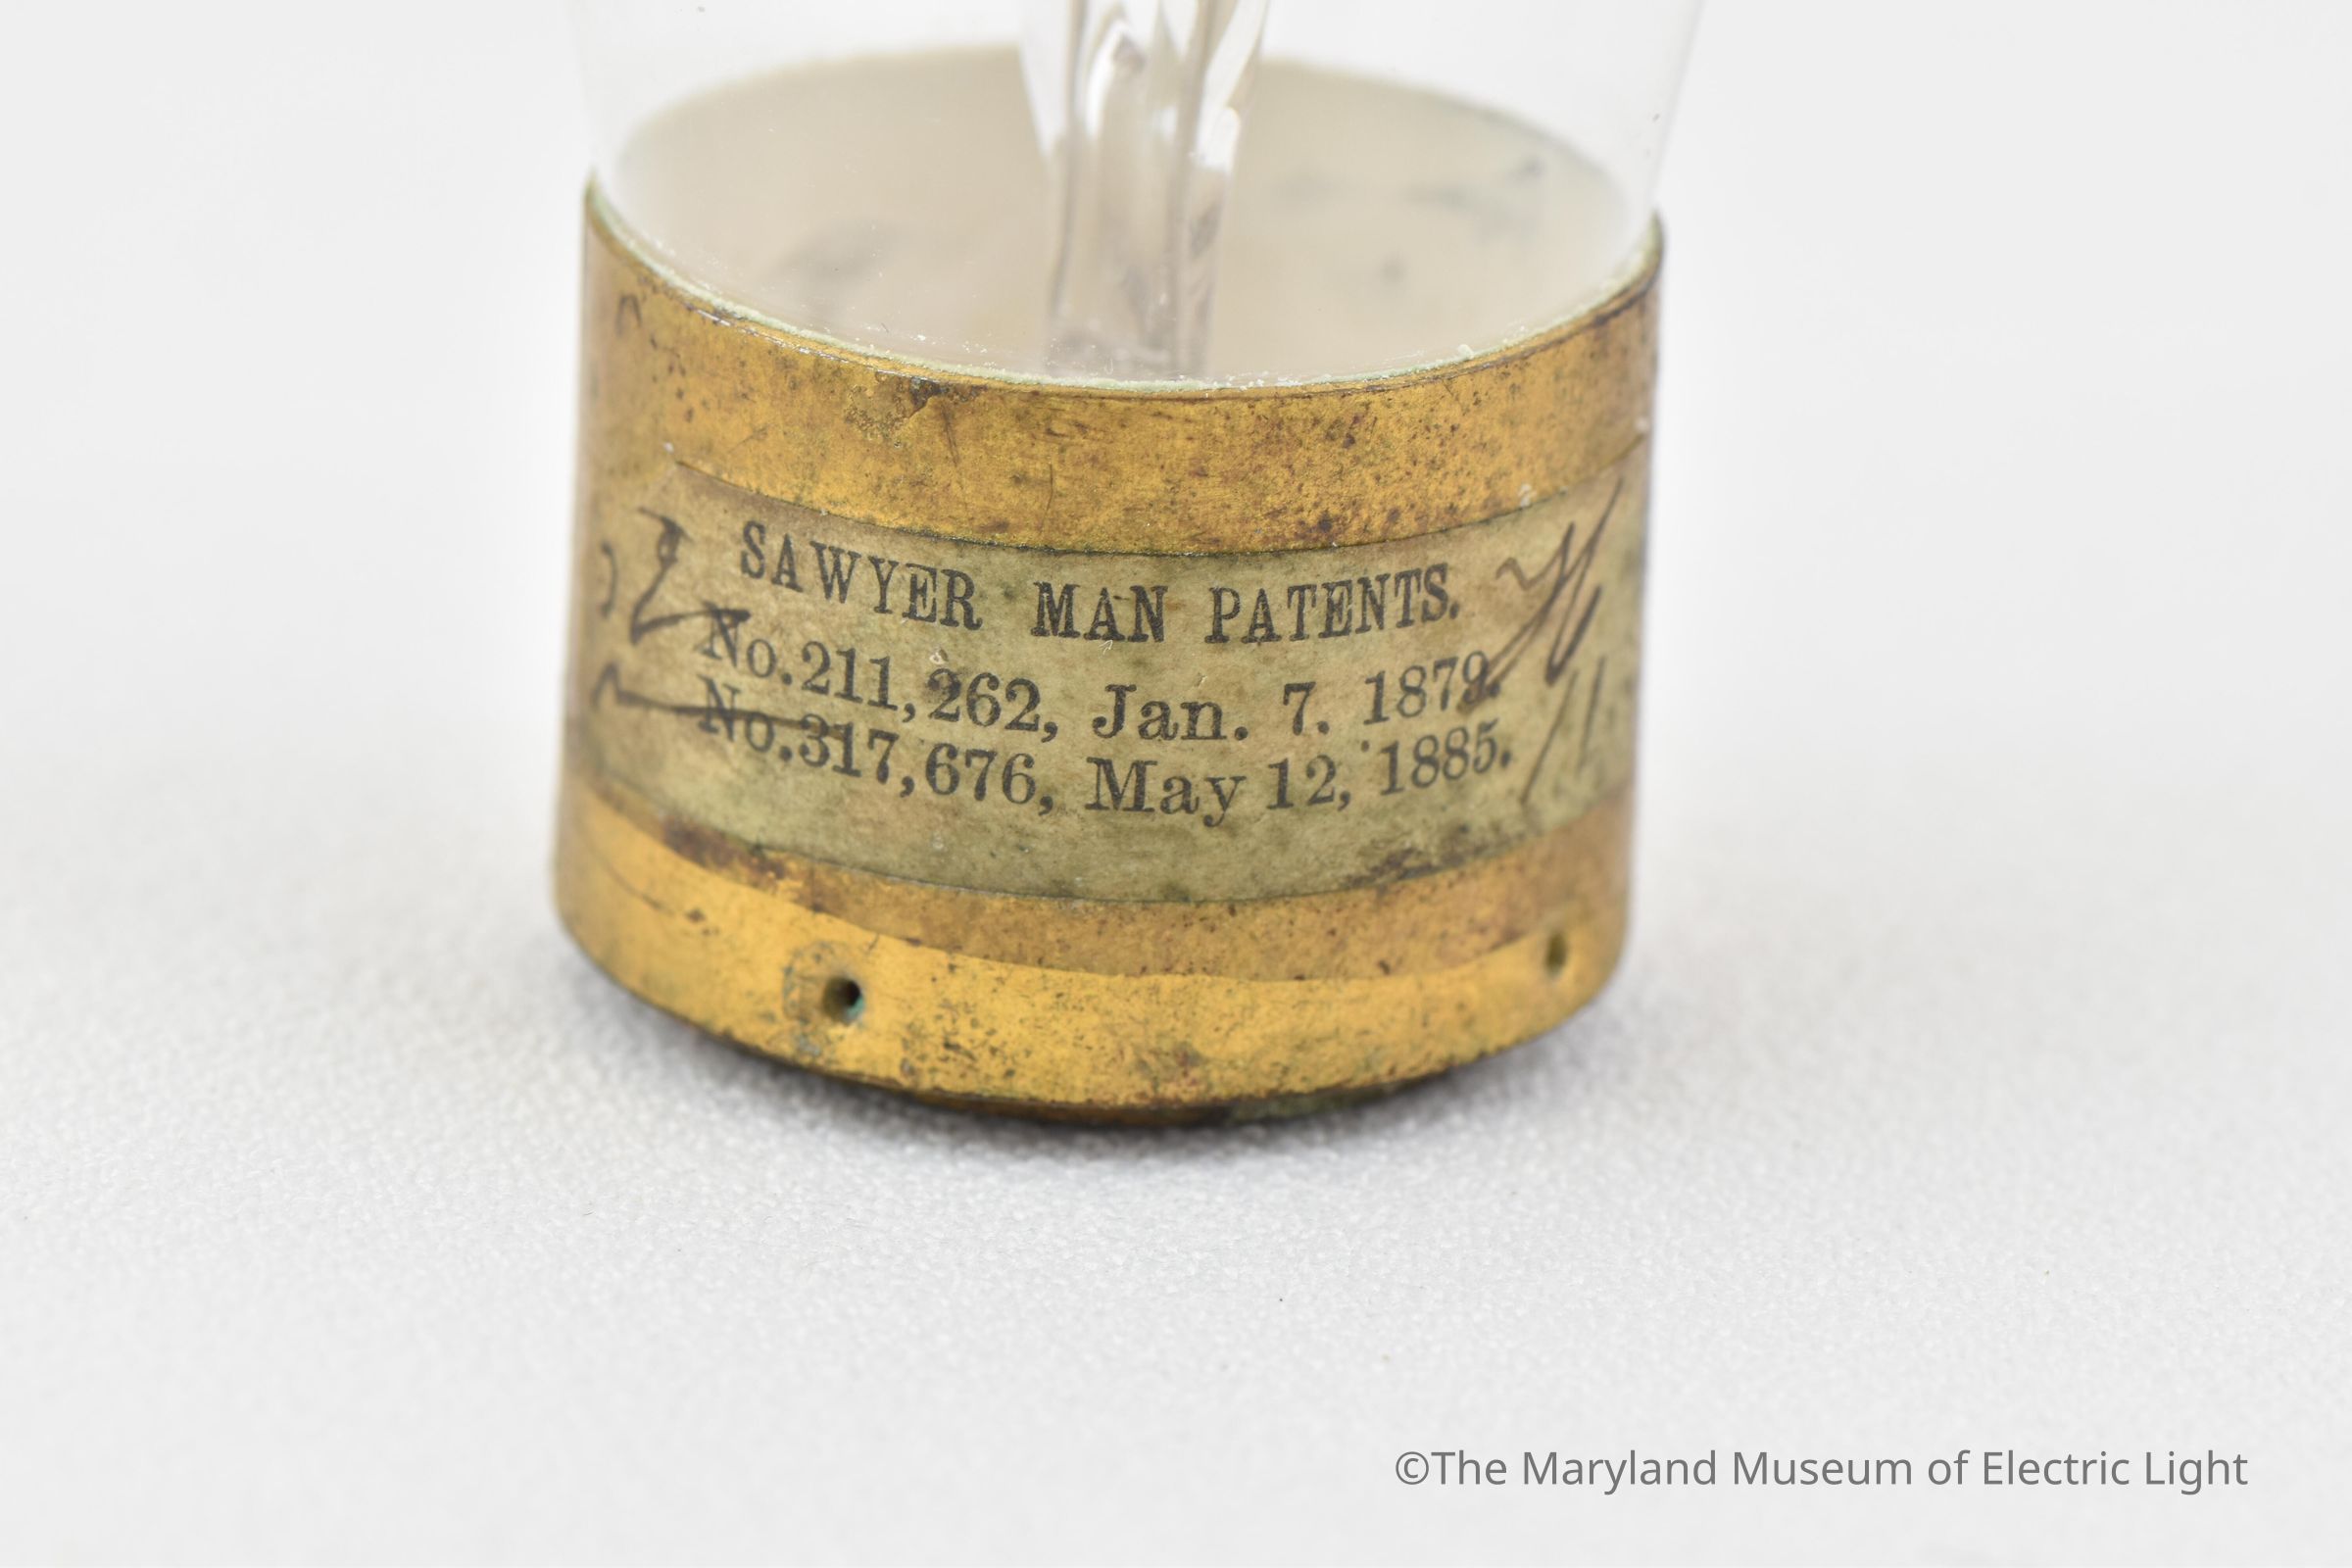 SAWYER MAN PATENTS.
No.211,262, Jan. 7. 1879.
No.317,676, May 12, 1885.
©The Maryland Museum of Electric Light